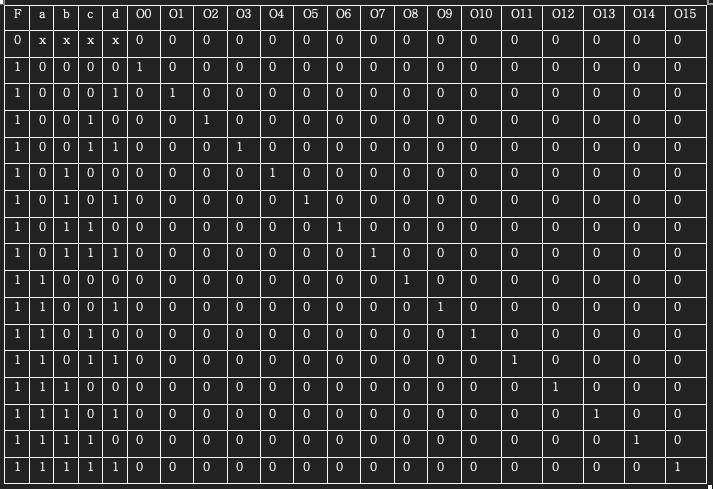 F a b c d O0 O1 O2 O3 O4 O5 O6 O7 O8 O9 O10 O11 O12 O13 O14 O15
0 x x x x 0 0 0 0 0 0 0 0 0 0 0 0 0 0 0 0
1 0 0 0 0 1 0 0 0 0 0 0 0 0 0 0 0 0 0 0 0
1 0 0 0 1 0 1 0 0 0 0 0 0 0 0 0 0 0 0 0 0
1 0 0 1 0 0 0 1 0 0 0 0 0 0 0 0 0 0 0 0 0
1 0 0 1 1 0 0 0 1 0 0 0 0 0 0 0 0 0 0 0 0
1 0 1 0 0 0 0 0 0 1 0 0 0 0 0 0 0 0 0 0 0
1 0 1 0 1 0 0 0 0 0 1 0 0 0 0 0 0 0 0 0 0
1 0 1 1 0 0 0 0 0 0 0 1 0 0 0 0 0 0 0 0 0
1 0 1 1 1 0 0 0 0 0 0 0 1 0 0 0 0 0 0 0 0
1 1 0 0 0 0 0 0 0 0 0 0 0 1 0 0 0 0 0 0 0
1 1 0 0 1 0 0 0 0 0 0 0 0 0 1 0 0 0 0 0 0
1 1 0 1 0 0 0 0 0 0 0 0 0 0 0 1 0 0 0 0 0
1 1 0 1 1 0 0 0 0 0 0 0 0 0 0 0 1 0 0 0 0
1 1 1 0 0 0 0 0 0 0 0 0 0 0 0 0 0 1 0 0 0
1 1 1 0 1 0 0 0 0 0 0 0 0 0 0 0 0 0 1 0 0
1 1 1 1 0 0 0 0 0 0 0 0 0 0 0 0 0 0 0 1 0
1 1 1 1 1 0 0 0 0 0 0 0 0 0 0 0 0 0 0 0 1